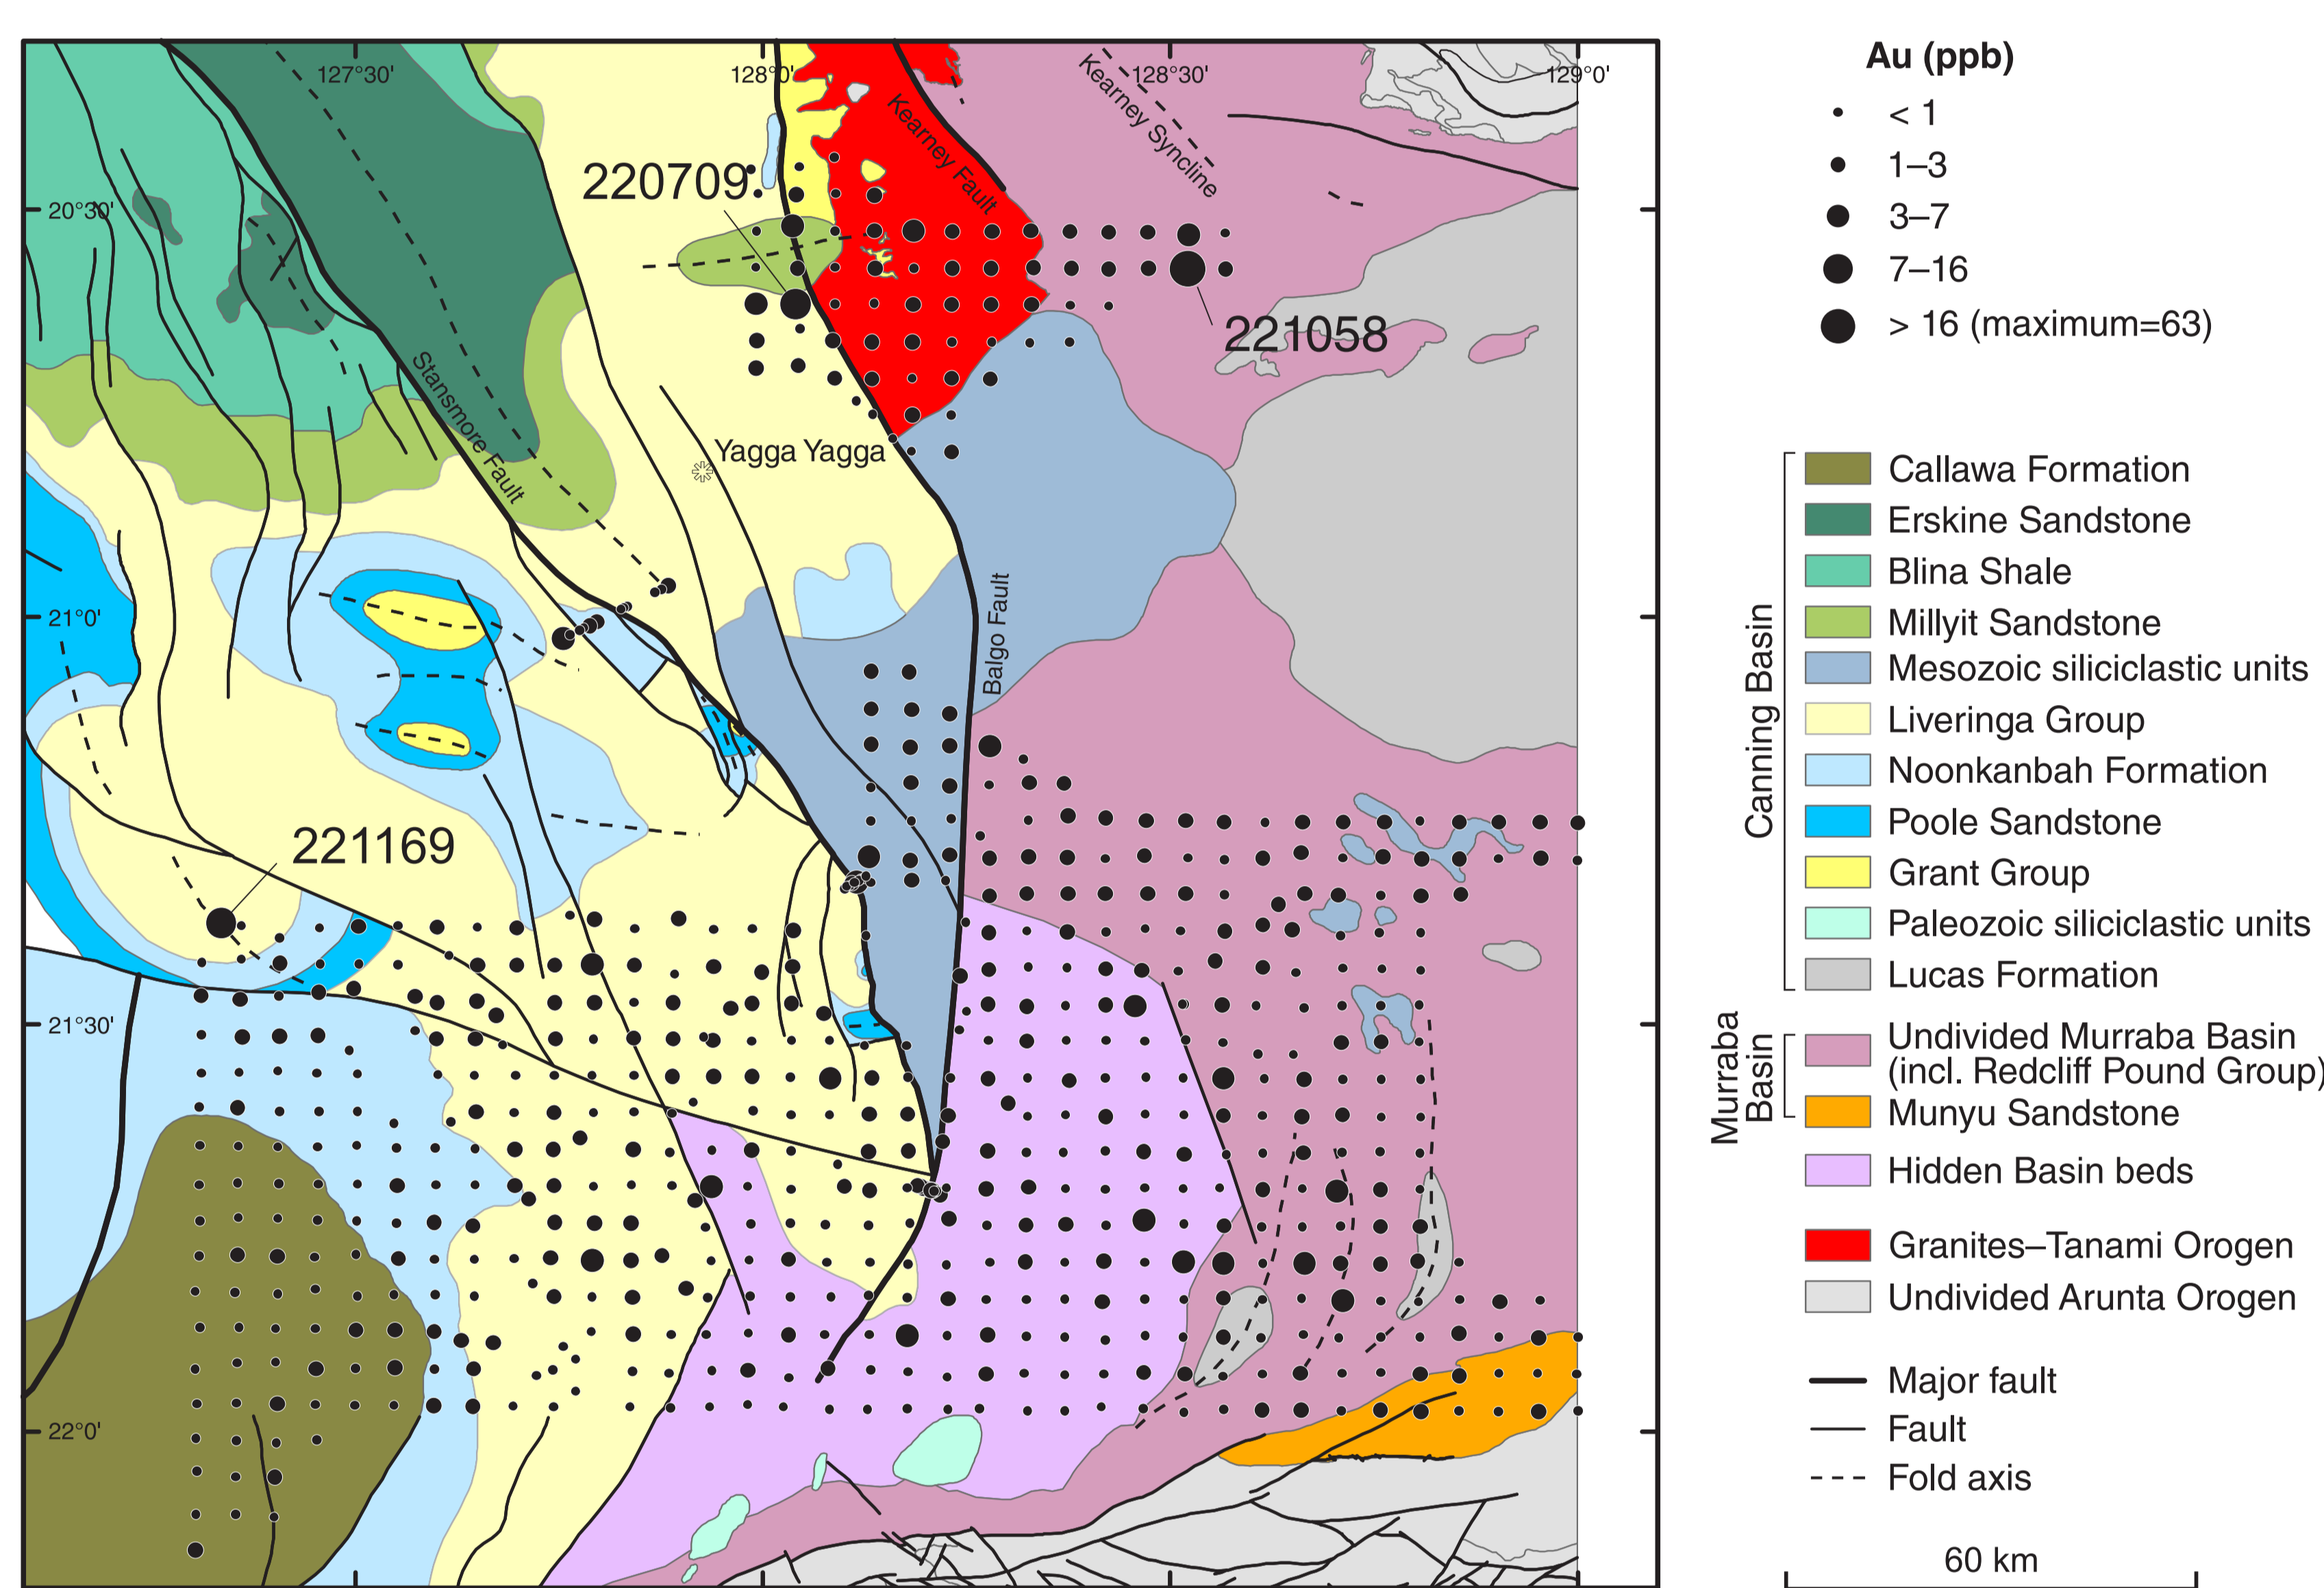 127°30'
128°0'
128°30'
129°0'
20°30'
21°0'
21°30'
22°0'
Kearney Fault
Kearney Syncline
220709
221058
Stansmore Fault
Yagga Yagga
Balgo Fault
221169
Au (ppb)
< 1
1–3
3–7
7–16
> 16 (maximum=63)
Canning Basin
Callawa Formation
Erskine Sandstone
Blina Shale
Millyit Sandstone
Mesozoic siliciclastic units
Liveringa Group
Noonkanbah Formation
Poole Sandstone
Grant Group
Paleozoic siliciclastic units
Lucas Formation
Murraba
Basin
Undivided Murraba Basin
(incl. Redcliff Pound Group)
Munyu Sandstone
Hidden Basin beds
Granites–Tanami Orogen
Undivided Arunta Orogen
Major fault
Fault
Fold axis
60 km